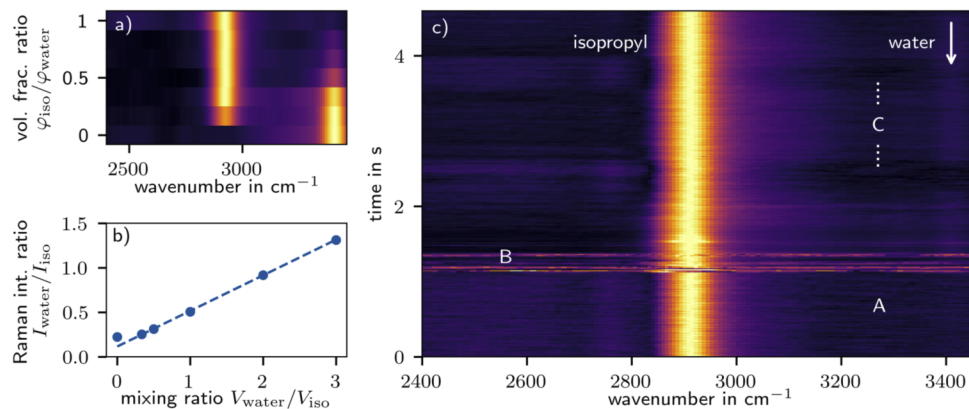 a)
vol. frac. ratio
φiso/φwater
1
0.5
0
2500 3000
wavenumber in cm⁻¹
b)
Raman int. ratio
Iwater/Iiso
1.5
1.0
0.5
0.0
0 1 2 3
mixing ratio Vwater/Viso
c)
isopropyl
water
C
B
A
time in s
4
2
0
2400 2600 2800 3000 3200 3400
wavenumber in cm⁻¹